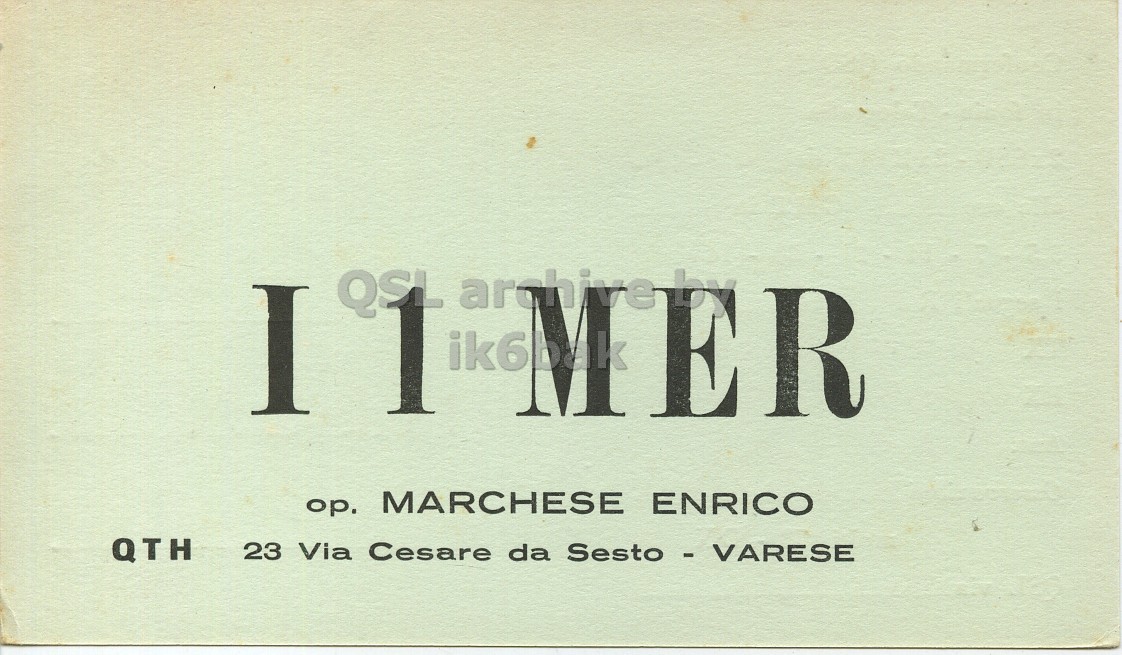 QSL archive by
ik6bak
I 1 MER
op. MARCHESE ENRICO
QTH 23 Via Cesare da Sesto - VARESE